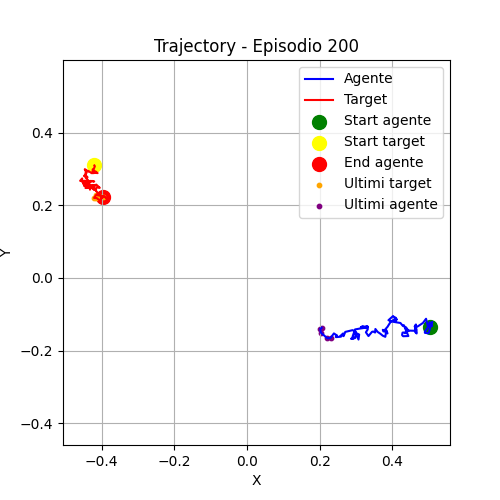 Trajectory - Episodio 200
Agente
Target
Start agente
Start target
End agente
Ultimi target
Ultimi agente
0.4
0.2
0.0
−0.2
−0.4
Y
−0.4
−0.2
0.0
0.2
0.4
X